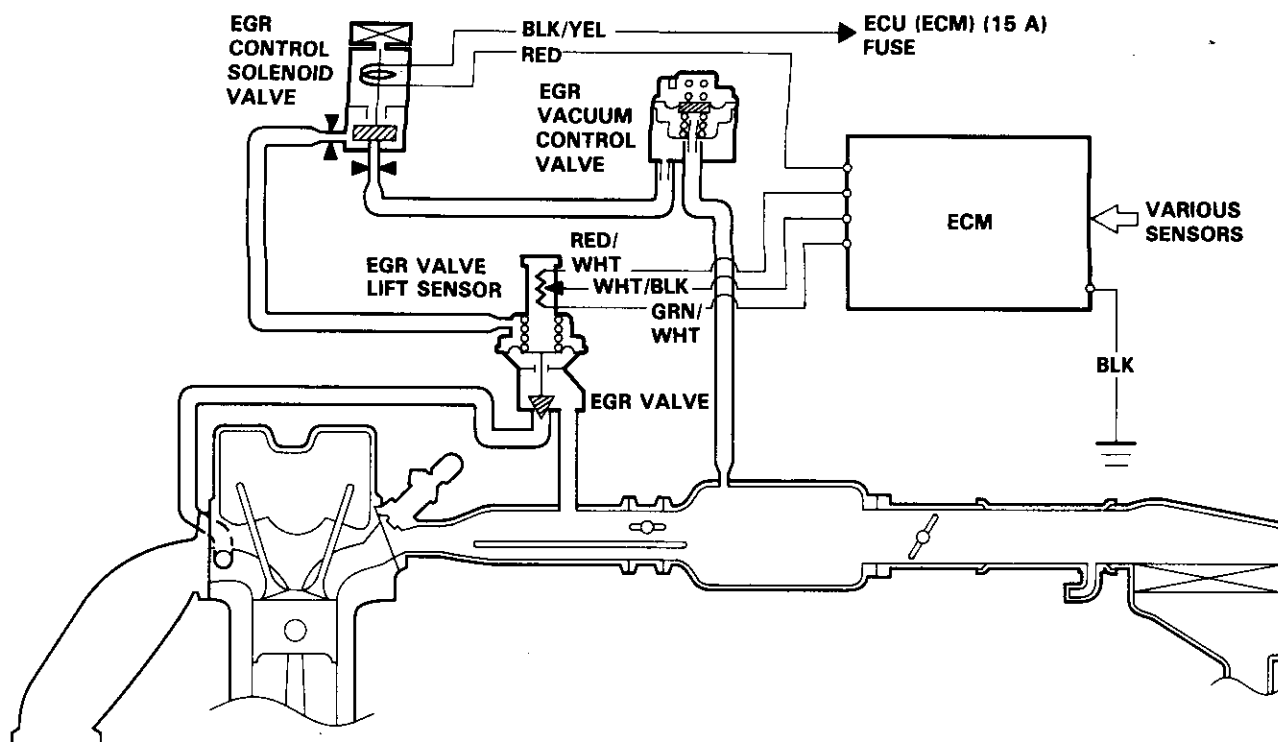 EGR
CONTROL
SOLENOID
VALVE
BLK/YEL
RED
ECU (ECM) (15 A)
FUSE
EGR
VACUUM
CONTROL
VALVE
ECM
VARIOUS
SENSORS
EGR VALVE
LIFT SENSOR
RED/
WHT
WHT/BLK
GRN/
WHT
BLK
EGR VALVE